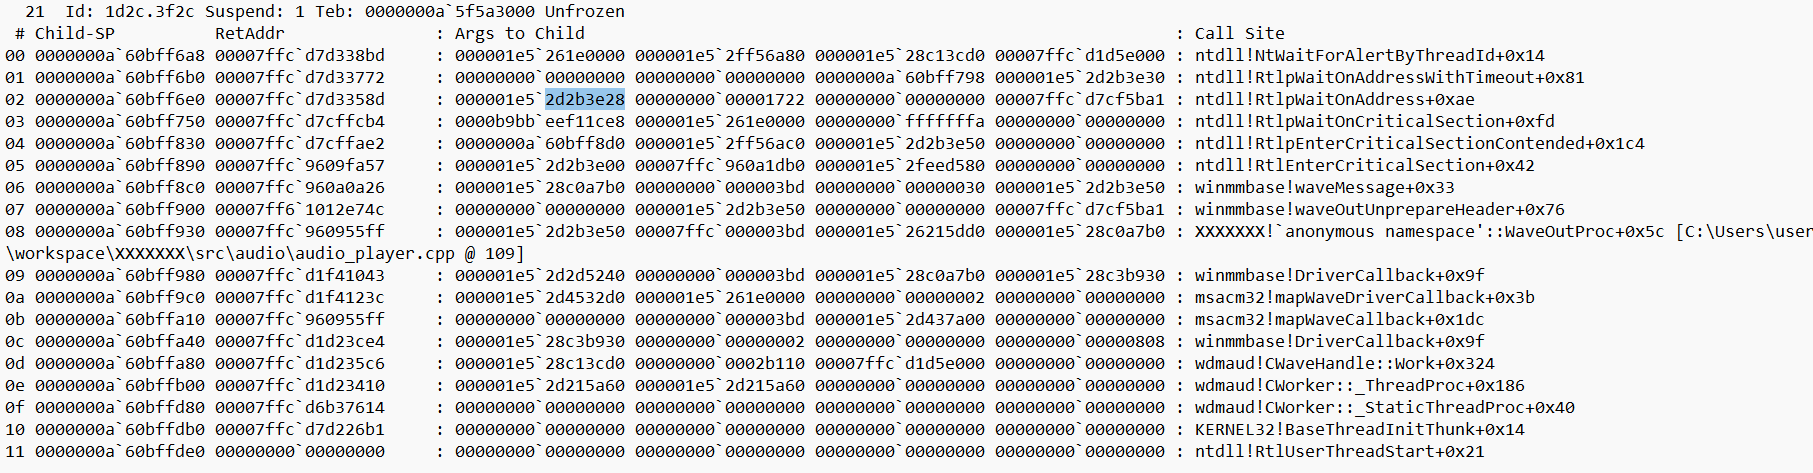 21  Id: 1d2c.3f2c Suspend: 1 Teb: 0000000a`5f5a3000 Unfrozen
# Child-SP          RetAddr               : Args to Child                                                           : Call Site
00 0000000a`60bff6a8 00007ffc`d7d338bd     : 000001e5`261e0000 000001e5`2ff56a80 000001e5`28c13cd0 00007ffc`d1d5e000 : ntdll!NtWaitForAlertByThreadId+0x14
01 0000000a`60bff6b0 00007ffc`d7d33772     : 00000000`00000000 00000000`00000000 0000000a`60bff798 000001e5`2d2b3e30 : ntdll!RtlpWaitOnAddressWithTimeout+0x81
02 0000000a`60bff6e0 00007ffc`d7d3358d     : 000001e5`2d2b3e28 00000000`00001722 00000000`00000000 00007ffc`d7cf5ba1 : ntdll!RtlpWaitOnAddress+0xae
03 0000000a`60bff750 00007ffc`d7cffcb4     : 0000b9bb`eef11ce8 000001e5`261e0000 00000000`fffffffa 00000000`00000000 : ntdll!RtlpWaitOnCriticalSection+0xfd
04 0000000a`60bff830 00007ffc`d7cffae2     : 0000000a`60bff8d0 000001e5`2ff56ac0 000001e5`2d2b3e50 00000000`00000000 : ntdll!RtlpEnterCriticalSectionContended+0x1c4
05 0000000a`60bff890 00007ffc`9609fa57     : 000001e5`2d2b3e00 00007ffc`960a1db0 000001e5`2feed580 00000000`00000000 : ntdll!RtlEnterCriticalSection+0x42
06 0000000a`60bff8c0 00007ffc`960a0a26     : 000001e5`28c0a7b0 00000000`000003bd 00000000`00000030 000001e5`2d2b3e50 : winmmbase!waveMessage+0x33
07 0000000a`60bff900 00007ff6`1012e74c     : 00000000`00000000 000001e5`2d2b3e50 00000000`00000000 00007ffc`d7cf5ba1 : winmmbase!waveOutUnprepareHeader+0x76
08 0000000a`60bff930 00007ffc`960955ff     : 000001e5`2d2b3e50 00007ffc`000003bd 000001e5`26215dd0 000001e5`28c0a7b0 : XXXXXXX!`anonymous namespace'::WaveOutProc+0x5c [C:\Users\user
\workspace\XXXXXXX\src\audio\audio_player.cpp @ 109]
09 0000000a`60bff980 00007ffc`d1f41043     : 000001e5`2d2d5240 00000000`000003bd 000001e5`28c0a7b0 000001e5`28c3b930 : winmmbase!DriverCallback+0x9f
0a 0000000a`60bff9c0 00007ffc`d1f4123c     : 000001e5`2d4532d0 000001e5`261e0000 00000000`00000002 00000000`00000000 : msacm32!mapWaveDriverCallback+0x3b
0b 0000000a`60bffa10 00007ffc`960955ff     : 00000000`00000000 00000000`000003bd 000001e5`2d437a00 00000000`00000000 : msacm32!mapWaveCallback+0x1dc
0c 0000000a`60bffa40 00007ffc`d1d23ce4     : 000001e5`28c3b930 00000000`00000002 00000000`00000000 00000000`00000808 : winmmbase!DriverCallback+0x9f
0d 0000000a`60bffa80 00007ffc`d1d235c6     : 000001e5`28c13cd0 00000000`0002b110 00007ffc`d1d5e000 00000000`00000000 : wdmaud!CWaveHandle::Work+0x324
0e 0000000a`60bffb00 00007ffc`d1d23410     : 000001e5`2d215a60 000001e5`2d215a60 00000000`00000000 00000000`00000000 : wdmaud!CWorker::_ThreadProc+0x186
0f 0000000a`60bffd80 00007ffc`d6b37614     : 00000000`00000000 00000000`00000000 00000000`00000000 00000000`00000000 : wdmaud!CWorker::_StaticThreadProc+0x40
10 0000000a`60bffdb0 00007ffc`d7d226b1     : 00000000`00000000 00000000`00000000 00000000`00000000 00000000`00000000 : KERNEL32!BaseThreadInitThunk+0x14
11 0000000a`60bffde0 00000000`00000000     : 00000000`00000000 00000000`00000000 00000000`00000000 00000000`00000000 : ntdll!RtlUserThreadStart+0x21